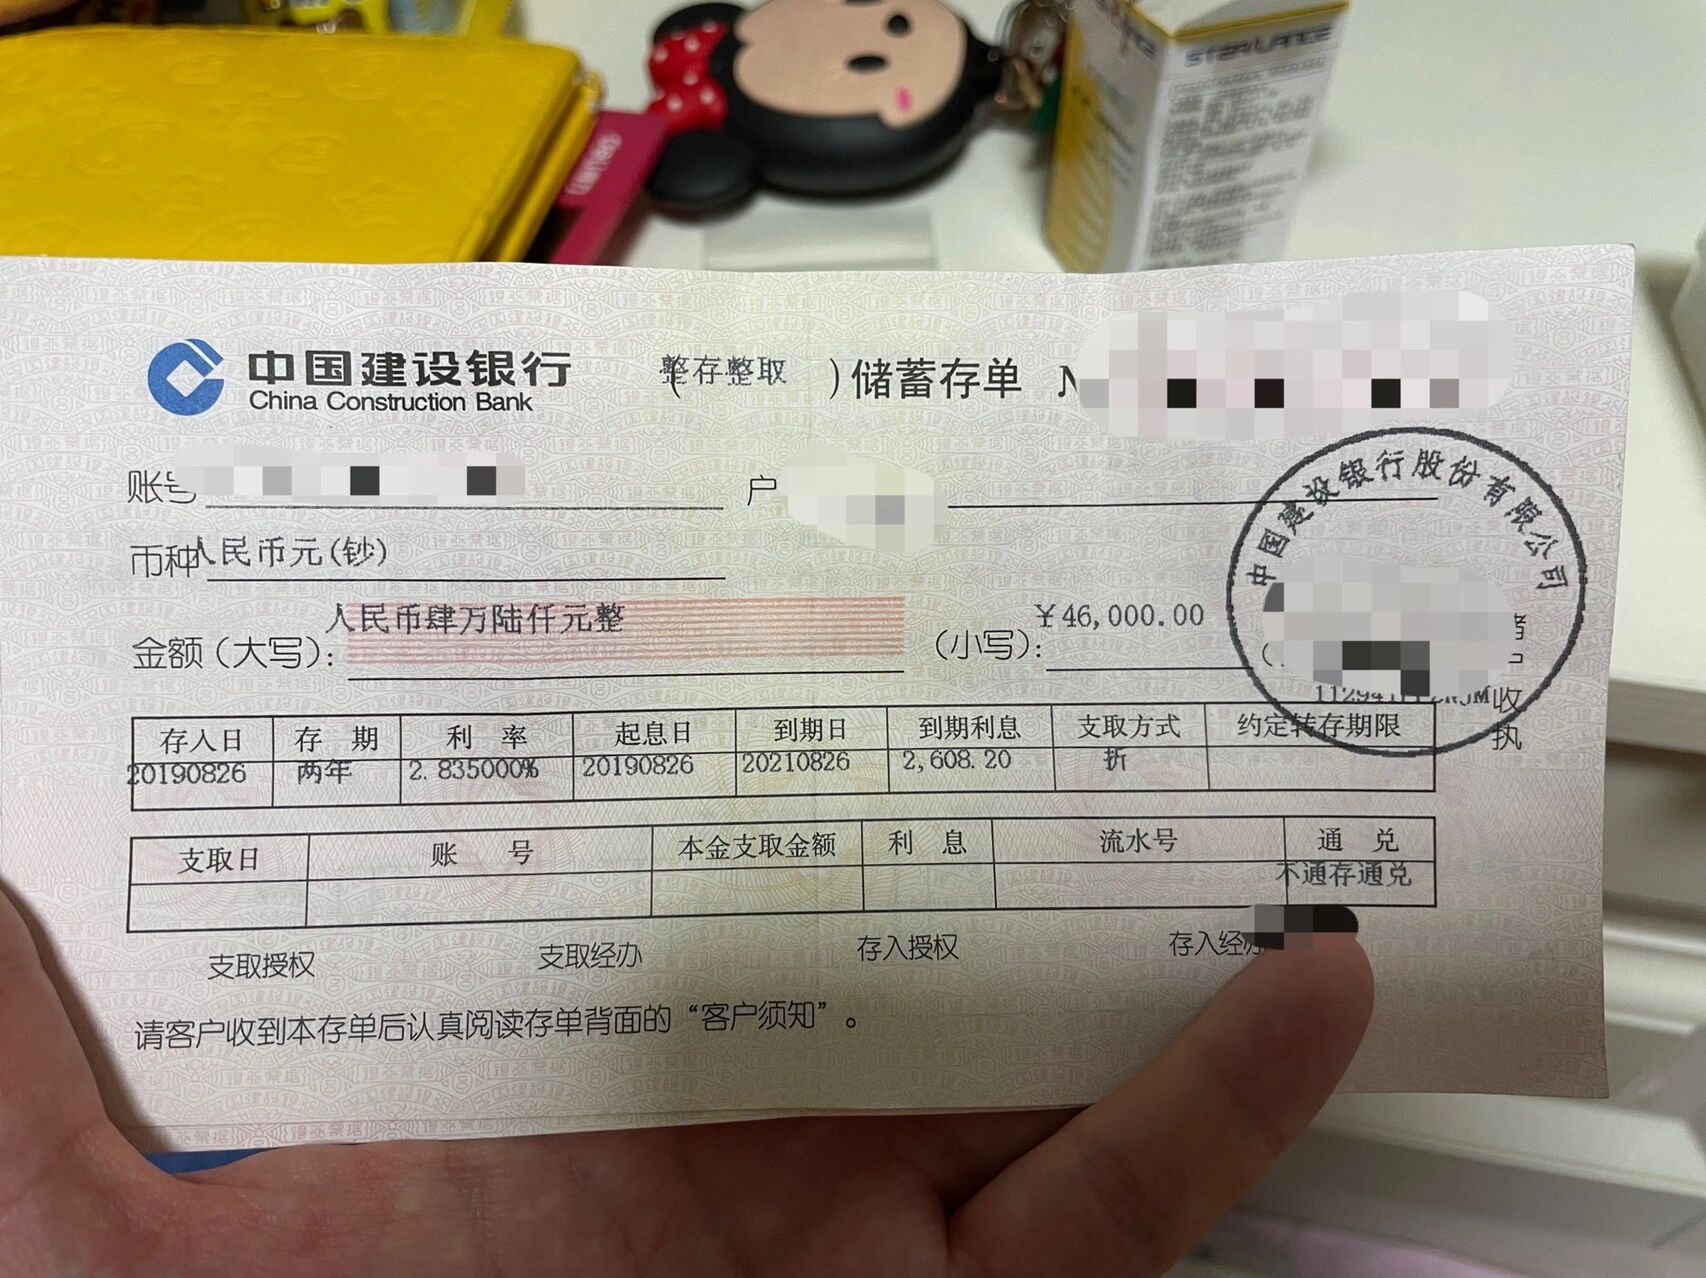 STERILANCE
中国建设银行 (整存整取 )储蓄存单
China Construction Bank
中国建设银行股份有限公司
账号 户
币种 人民币元(钞)
人民币肆万陆仟元整 ¥46,000.00
金额(大写): (小写):
收
执
存入日 存 期 利 率 起息日 到期日 到期利息 支取方式 约定转存期限
20190826 两年 2.835000% 20190826 20210826 2,608.20 折
支取日 账 号 本金支取金额 利 息 流水号 通 兑
不通存通兑
支取授权 支取经办 存入授权 存入经办
请客户收到本存单后认真阅读存单背面的“客户须知”。